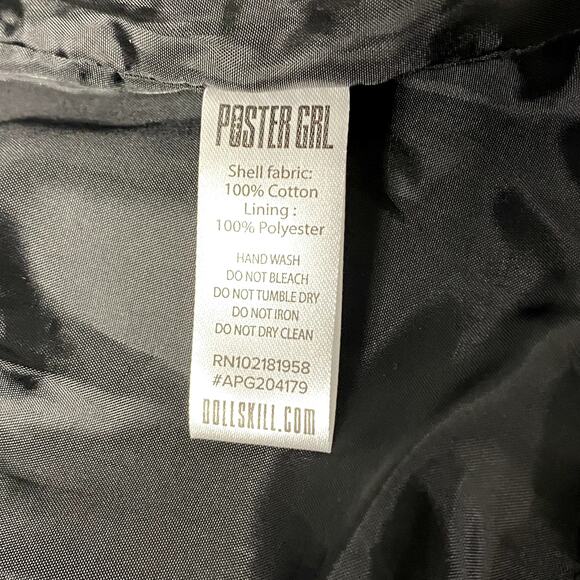 POSTER GRL
Shell fabric:
100% Cotton
Lining :
100% Polyester
HAND WASH
DO NOT BLEACH
DO NOT TUMBLE DRY
DO NOT IRON
DO NOT DRY CLEAN
RN102181958
#APG204179
DOLLSKILL.COM